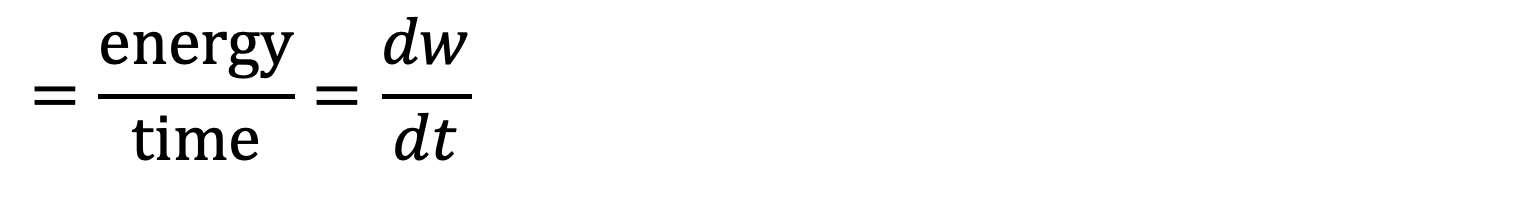 = energy/time = dw/dt